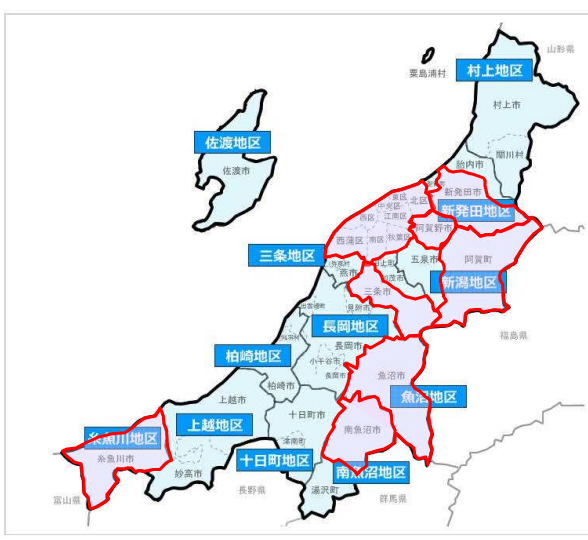 山形県
村上地区
粟島浦村
村上市
関川村
胎内市
佐渡地区
佐渡市
新発田市
東区
北区
中央区
新発田地区
西区
江南区
阿賀野市
西蒲区
南区
秋葉区
三条地区
五泉市
阿賀町
燕市
加茂市
新潟地区
三条市
見附市
長岡地区
福島県
長岡市
柏崎地区
小千谷市
長岡市
魚沼市
柏崎市
魚沼地区
上越市
十日町市
上越地区
南魚沼市
糸魚川地区
津南町
糸魚川市
十日町地区
妙高市
南魚沼地区
長野県
湯沢町
群馬県
富山県